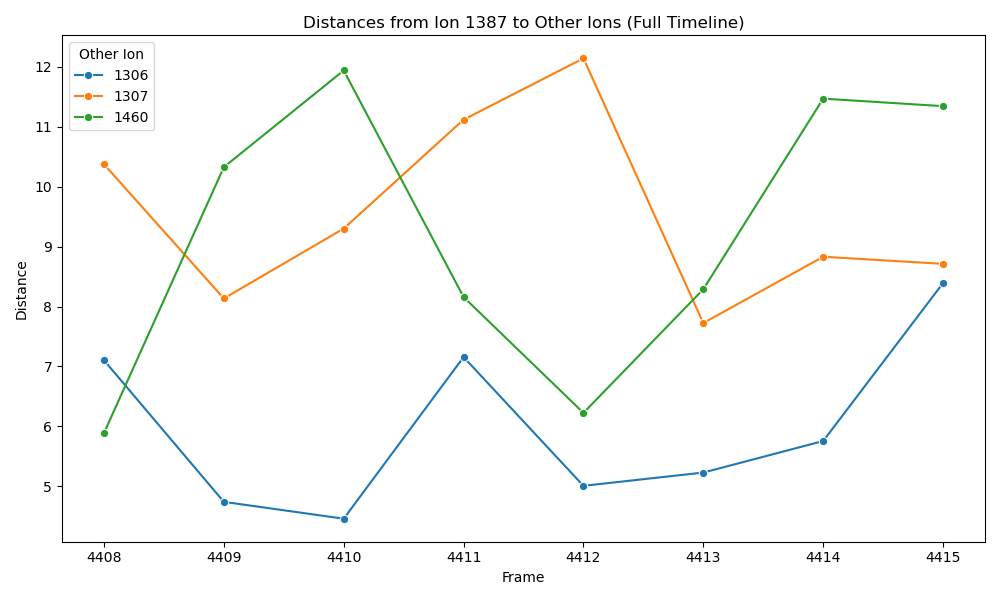 Distances from Ion 1387 to Other Ions (Full Timeline)
Other Ion
1306
1307
1460
12
11
10
9
8
7
6
5
Distance
4408 4409 4410 4411 4412 4413 4414 4415
Frame